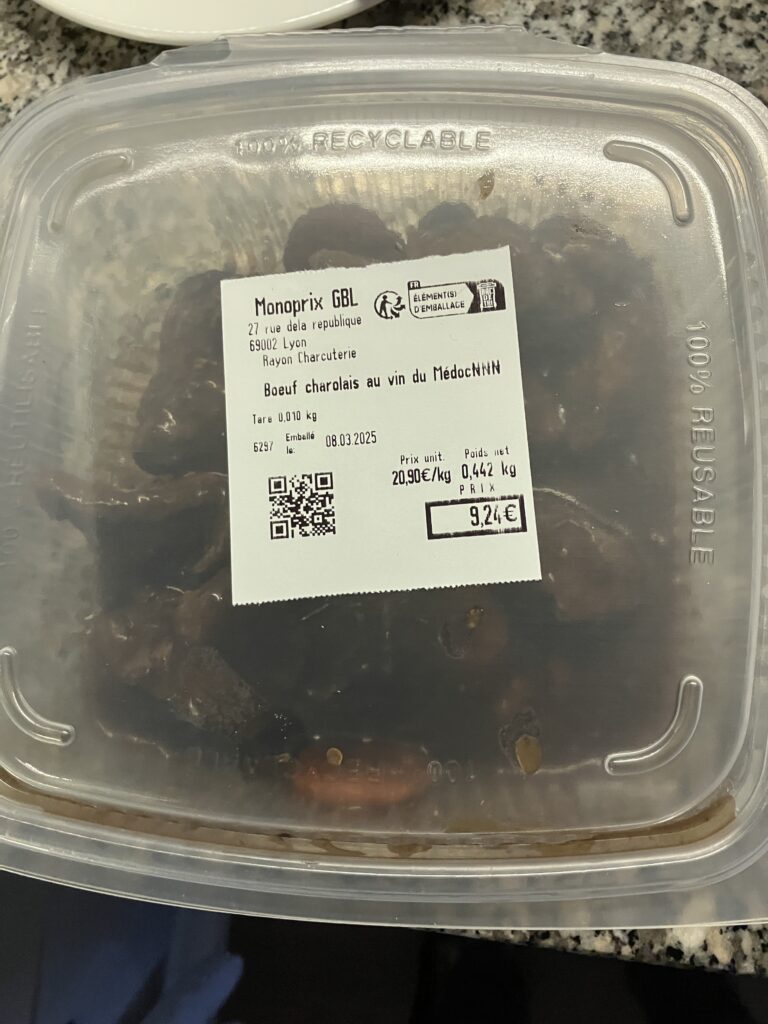 100% RECYCLABLE
Monoprix GBL
27 rue dela republique
69002 Lyon
Rayon Charcuterie
FR
ÉLÉMENT(S)
D'EMBALLAGE
Boeuf charolais au vin du MédocNNN
Tare 0,010 kg
6297 Emballé le: 08.03.2025
Prix unit. Poids net
20,90€/kg 0,442 kg
PRIX
9,24€
100% REUSABLE